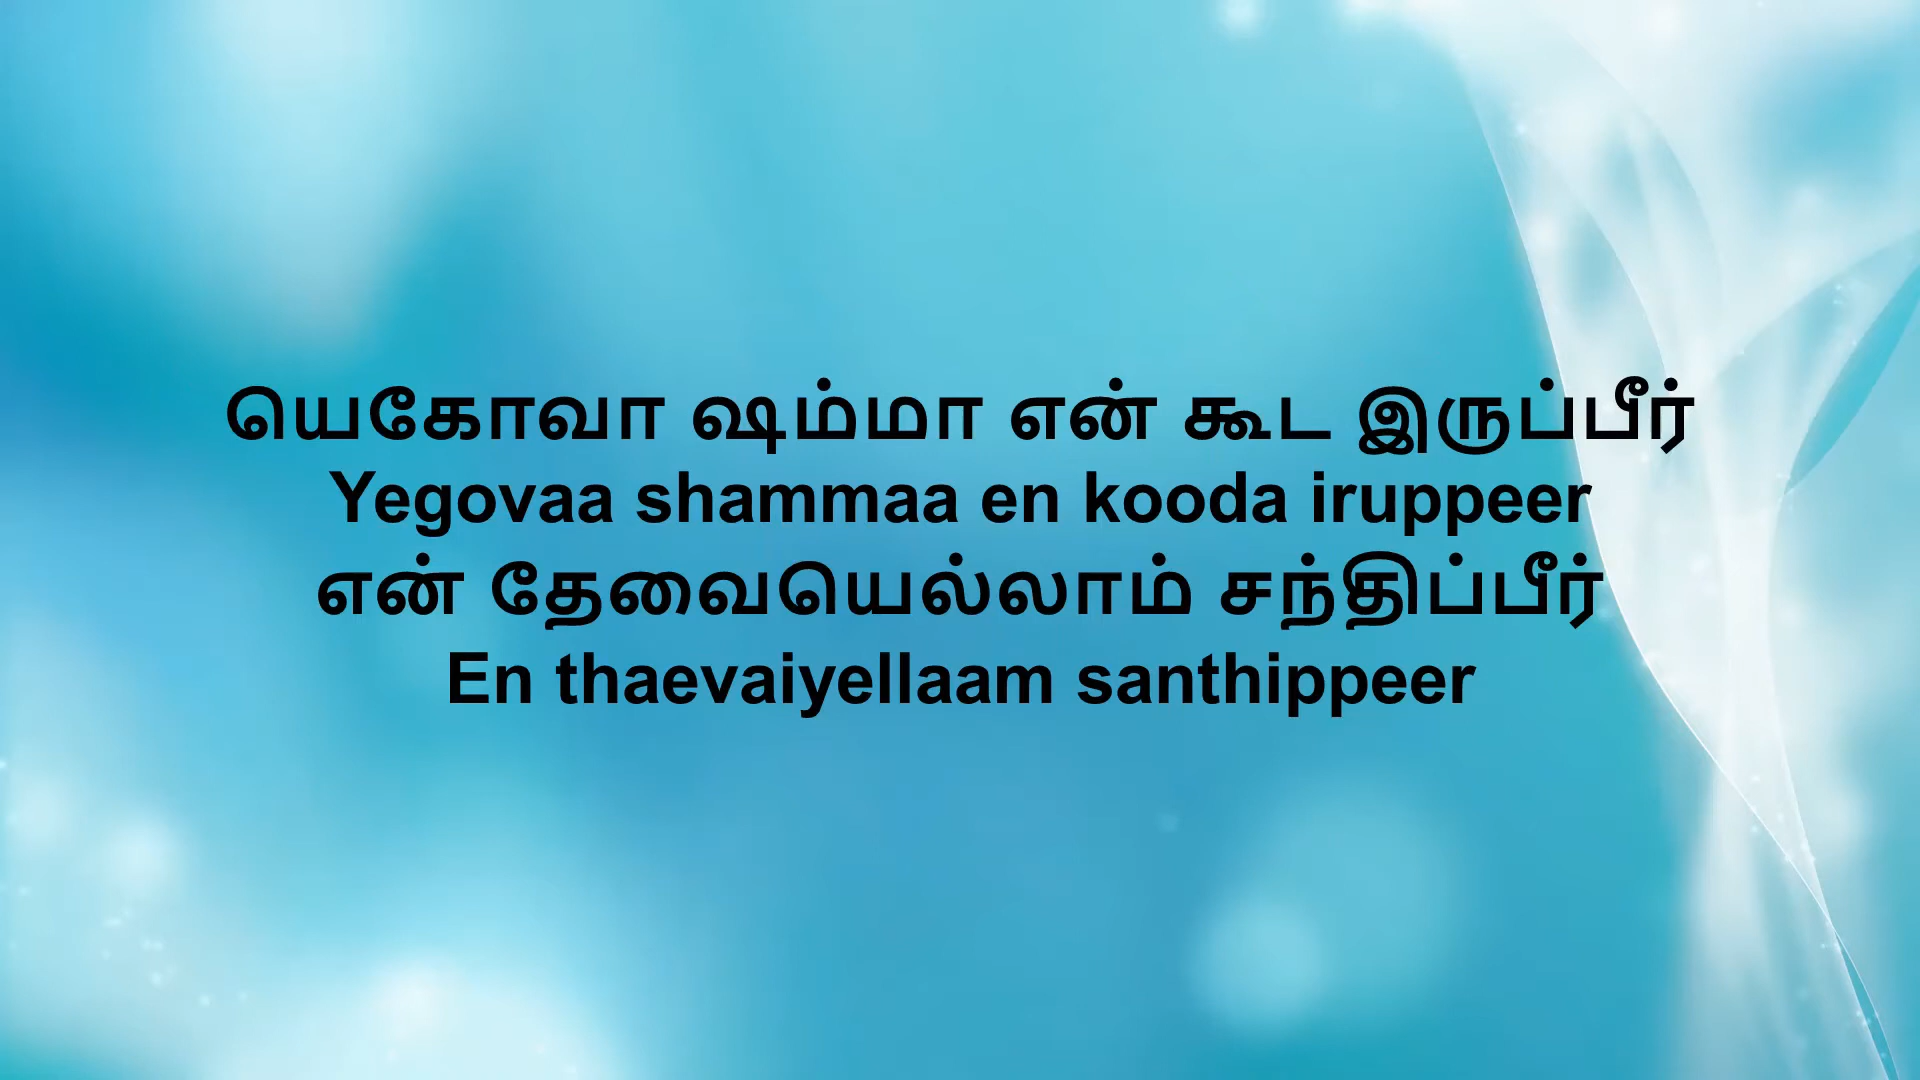 யெகோவா ஷம்மா என் கூட இருப்பீர்
Yegovaa shammaa en kooda iruppeer
என் தேவையெல்லாம் சந்திப்பீர்
En thaevaiyellaam santhippeer